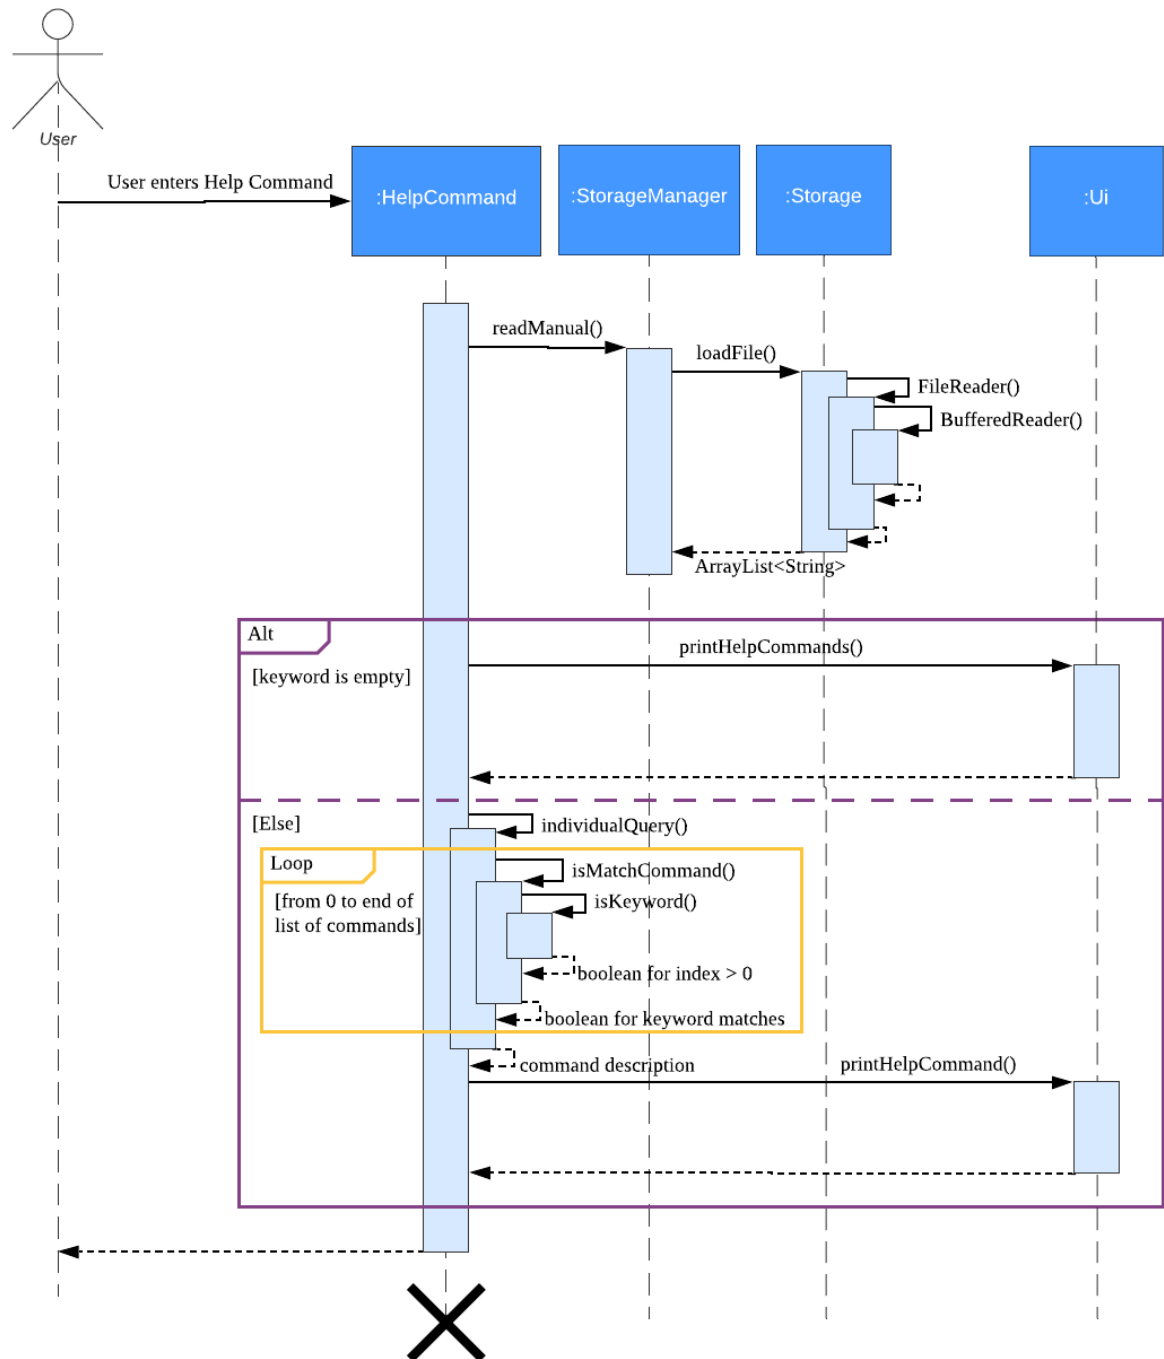 User
User enters Help Command
:HelpCommand
:StorageManager
:Storage
:Ui
readManual()
loadFile()
FileReader()
BufferedReader()
ArrayList<String>
Alt
printHelpCommands()
[keyword is empty]
[Else]
individualQuery()
Loop
isMatchCommand()
[from 0 to end of
list of commands]
isKeyword()
boolean for index > 0
boolean for keyword matches
command description
printHelpCommand()